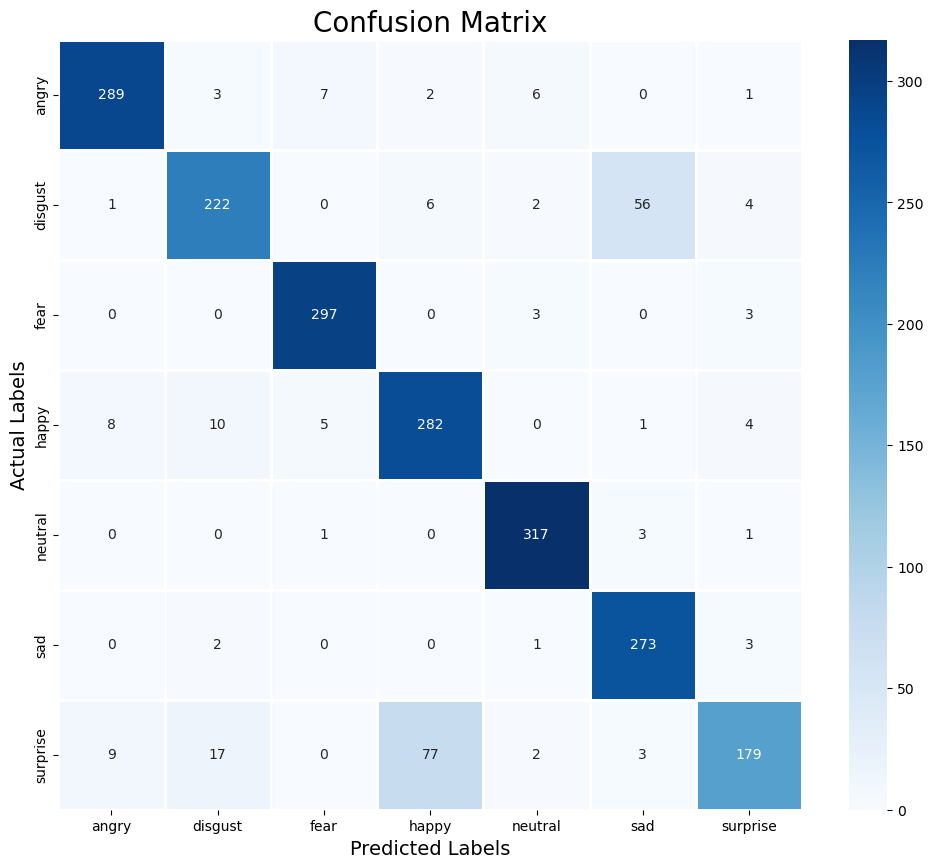 Confusion Matrix
angry 289 3 7 2 6 0 1
disgust 1 222 0 6 2 56 4
fear 0 0 297 0 3 0 3
happy 8 10 5 282 0 1 4
neutral 0 0 1 0 317 3 1
sad 0 2 0 0 1 273 3
surprise 9 17 0 77 2 3 179
angry disgust fear happy neutral sad surprise
Predicted Labels
Actual Labels
300
250
200
150
100
50
0